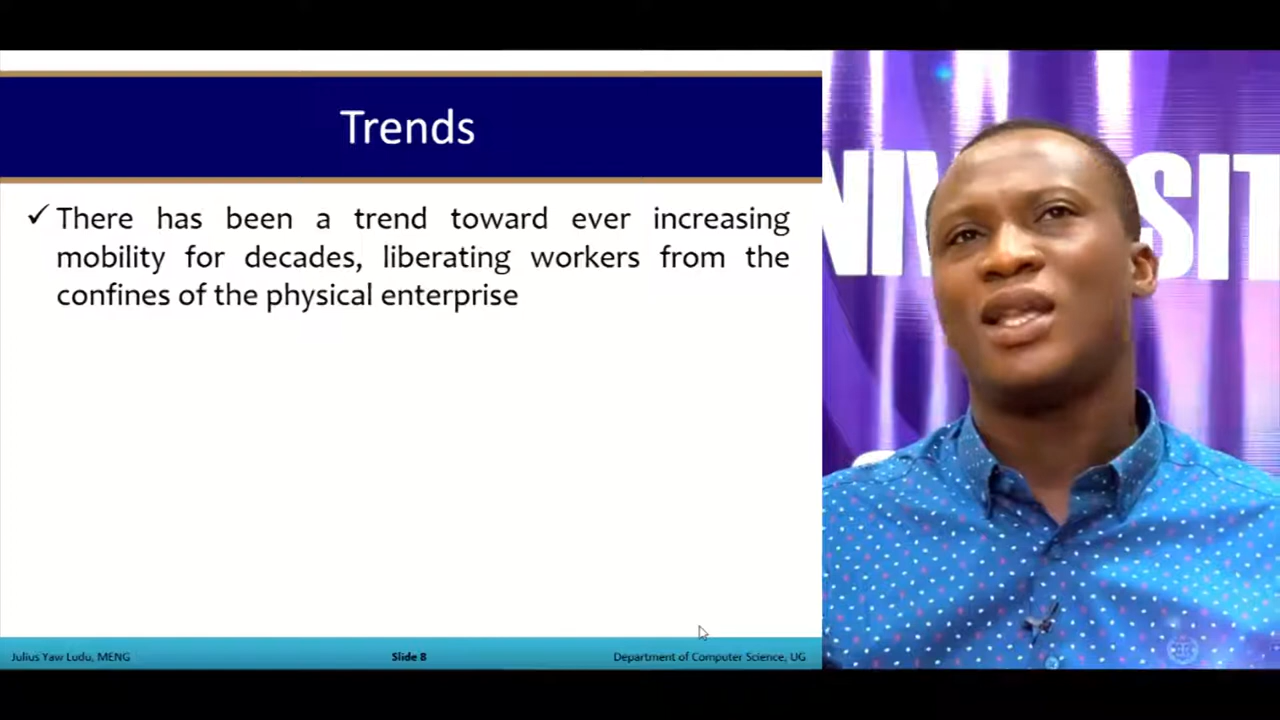 Trends
✓ There has been a trend toward ever increasing
mobility for decades, liberating workers from the
confines of the physical enterprise
Julius Yaw Ludu, MENG
Slide 8
Department of Computer Science, UG
NIVERSIT